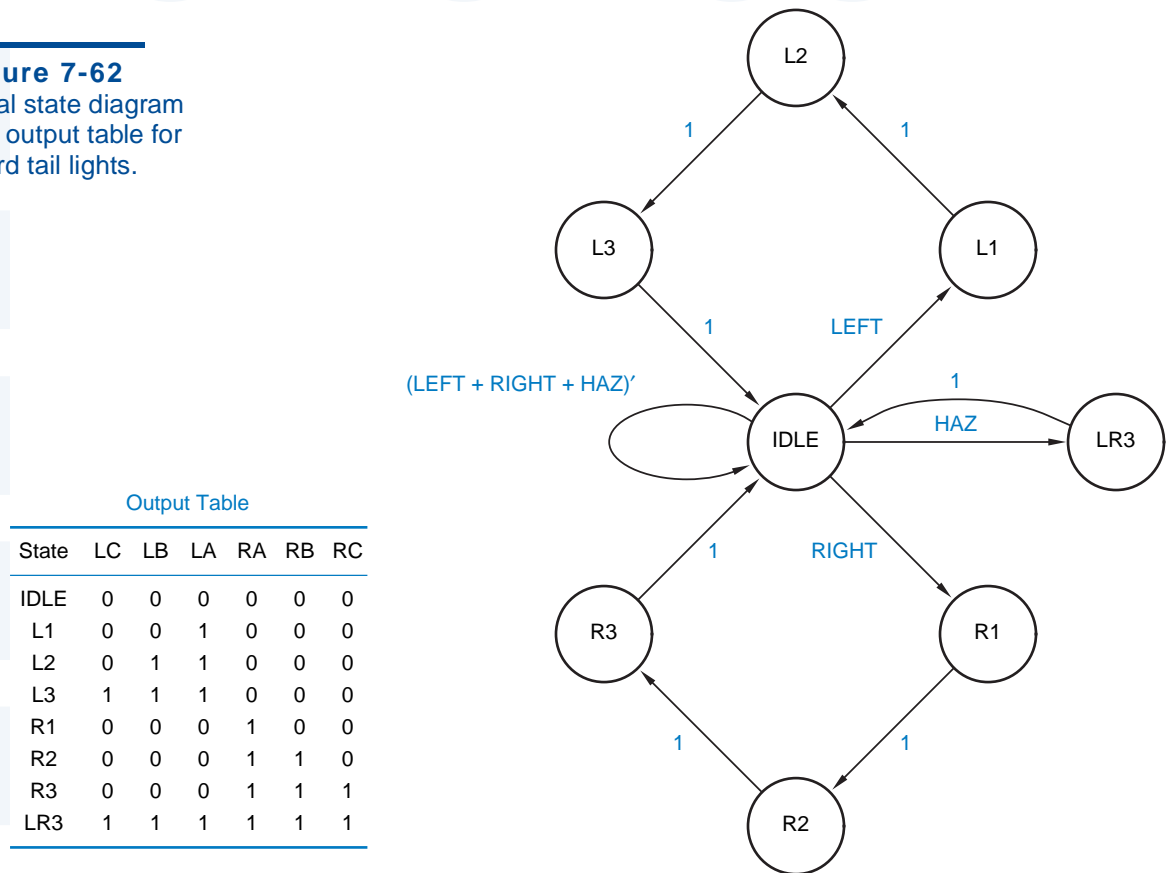 ure 7-62
al state diagram
output table for
rd tail lights.
L2
1
1
L3
L1
1
LEFT
(LEFT + RIGHT + HAZ)′
1
IDLE
HAZ
LR3
1
RIGHT
R3
R1
1
1
R2
Output Table
State LC LB LA RA RB RC
IDLE 0 0 0 0 0 0
L1 0 0 1 0 0 0
L2 0 1 1 0 0 0
L3 1 1 1 0 0 0
R1 0 0 0 1 0 0
R2 0 0 0 1 1 0
R3 0 0 0 1 1 1
LR3 1 1 1 1 1 1